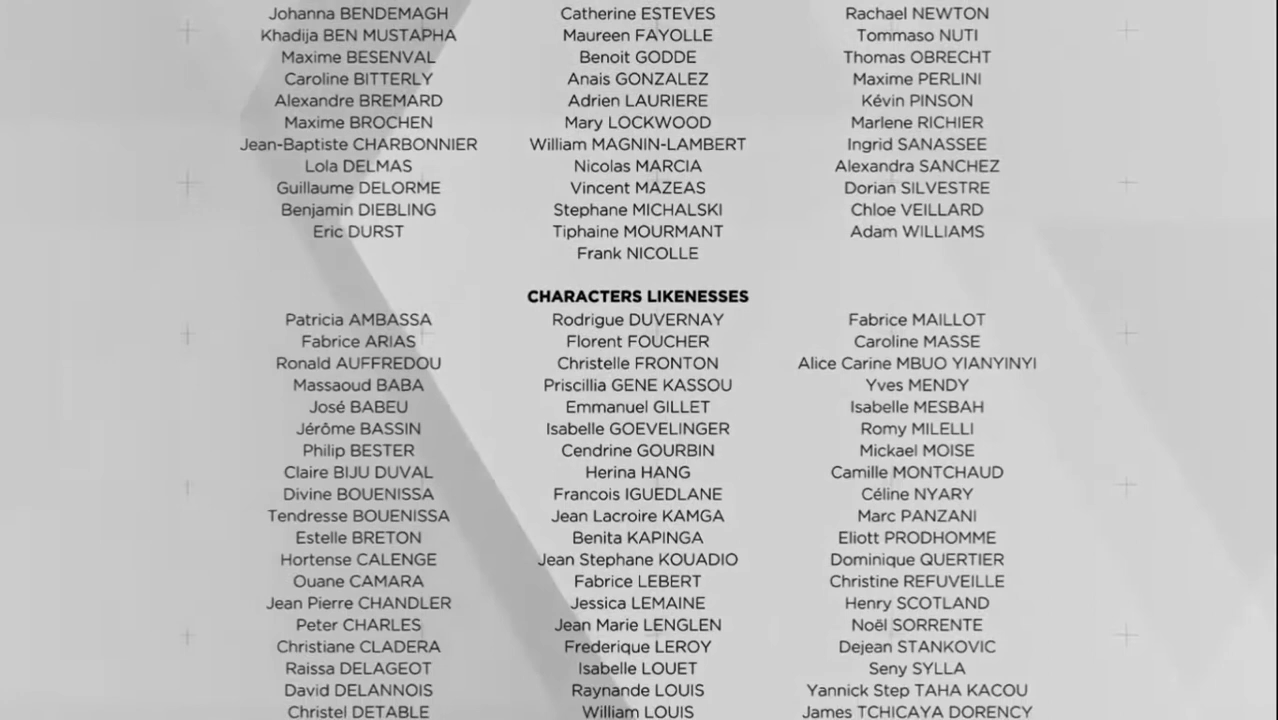 Johanna BENDEMAGH Catherine ESTEVES Rachael NEWTON
Khadija BEN MUSTAPHA Maureen FAYOLLE Tommaso NUTI
Maxime BESENVAL Benoit GODDE Thomas OBRECHT
Caroline BITTERLY Anais GONZALEZ Maxime PERLINI
Alexandre BREMARD Adrien LAURIERE Kévin PINSON
Maxime BROCHEN Mary LOCKWOOD Marlene RICHIER
Jean-Baptiste CHARBONNIER William MAGNIN-LAMBERT Ingrid SANASSEE
Lola DELMAS Nicolas MARCIA Alexandra SANCHEZ
Guillaume DELORME Vincent MAZEAS Dorian SILVESTRE
Benjamin DIEBLING Stephane MICHALSKI Chloe VEILLARD
Eric DURST Tiphaine MOURMANT Adam WILLIAMS
Frank NICOLLE
CHARACTERS LIKENESSES
Patricia AMBASSA Rodrigue DUVERNAY Fabrice MAILLOT
Fabrice ARIAS Florent FOUCHER Caroline MASSE
Ronald AUFFREDOU Christelle FRONTON Alice Carine MBUO YIANYINYI
Massaoud BABA Priscillia GENE KASSOU Yves MENDY
José BABEU Emmanuel GILLET Isabelle MESBAH
Jérôme BASSIN Isabelle GOEVELINGER Romy MILELLI
Philip BESTER Cendrine GOURBIN Mickael MOISE
Claire BIJU DUVAL Herina HANG Camille MONTCHAUD
Divine BOUENISSA Francois IGUEDLANE Céline NYARY
Tendresse BOUENISSA Jean Lacroire KAMGA Marc PANZANI
Estelle BRETON Benita KAPINGA Eliott PRODHOMME
Hortense CALENGE Jean Stephane KOUADIO Dominique QUERTIER
Ouane CAMARA Fabrice LEBERT Christine REFUVEILLE
Jean Pierre CHANDLER Jessica LEMAINE Henry SCOTLAND
Peter CHARLES Jean Marie LENGLEN Noël SORRENTE
Christiane CLADERA Frederique LEROY Dejean STANKOVIC
Raissa DELAGEOT Isabelle LOUET Seny SYLLA
David DELANNOIS Raynande LOUIS Yannick Step TAHA KACOU
Christel DETABLE William LOUIS James TCHICAYA DORENCY